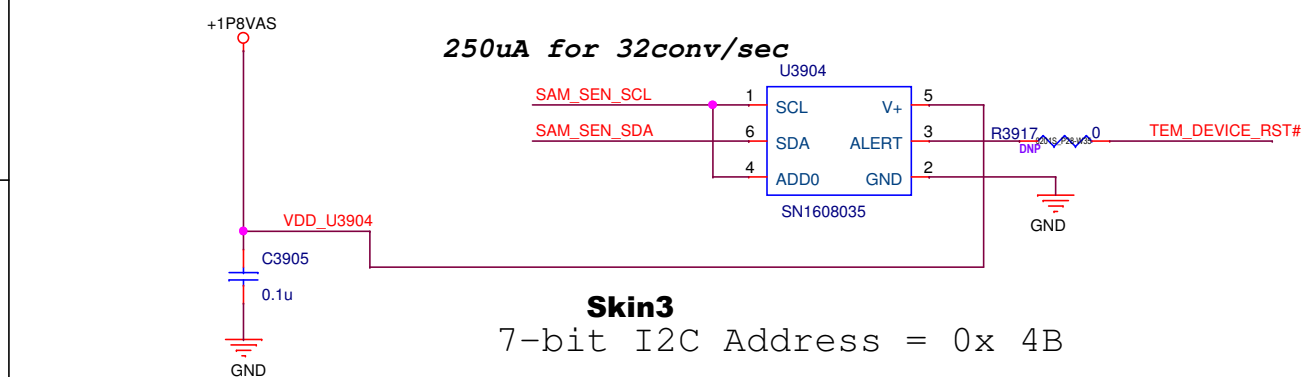 +1P8VAS
250uA for 32conv/sec
U3904
SAM_SEN_SCL 1 SCL V+ 5
SAM_SEN_SDA 6 SDA ALERT 3 R3917 0 TEM_DEVICE_RST#
DNP
4 ADD0 GND 2
SN1608035
GND
VDD_U3904
C3905
0.1u
GND
Skin3
7-bit I2C Address = 0x 4B